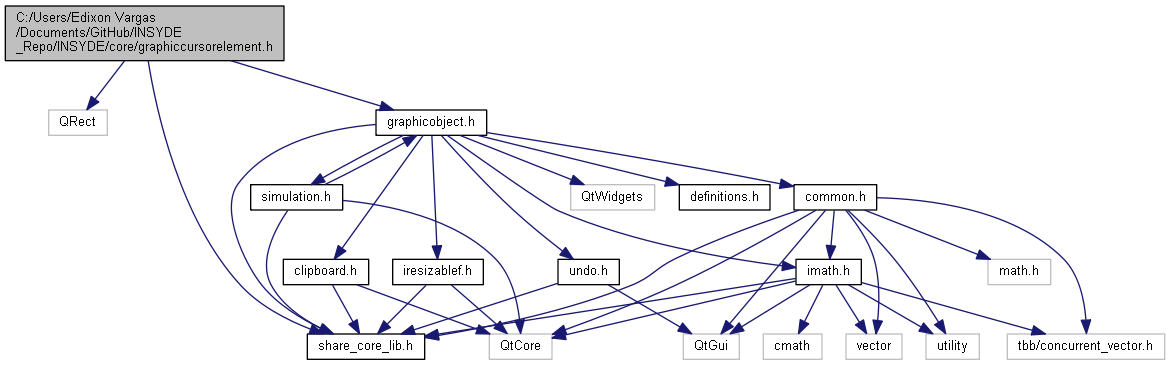 C:/Users/Edixon Vargas
/Documents/GitHub/INSYDE
_Repo/INSYDE/core/graphiccursorelement.h
QRect
graphicobject.h
simulation.h
QtWidgets
definitions.h
common.h
clipboard.h
iresizablef.h
undo.h
imath.h
math.h
share_core_lib.h
QtCore
QtGui
cmath
vector
utility
tbb/concurrent_vector.h